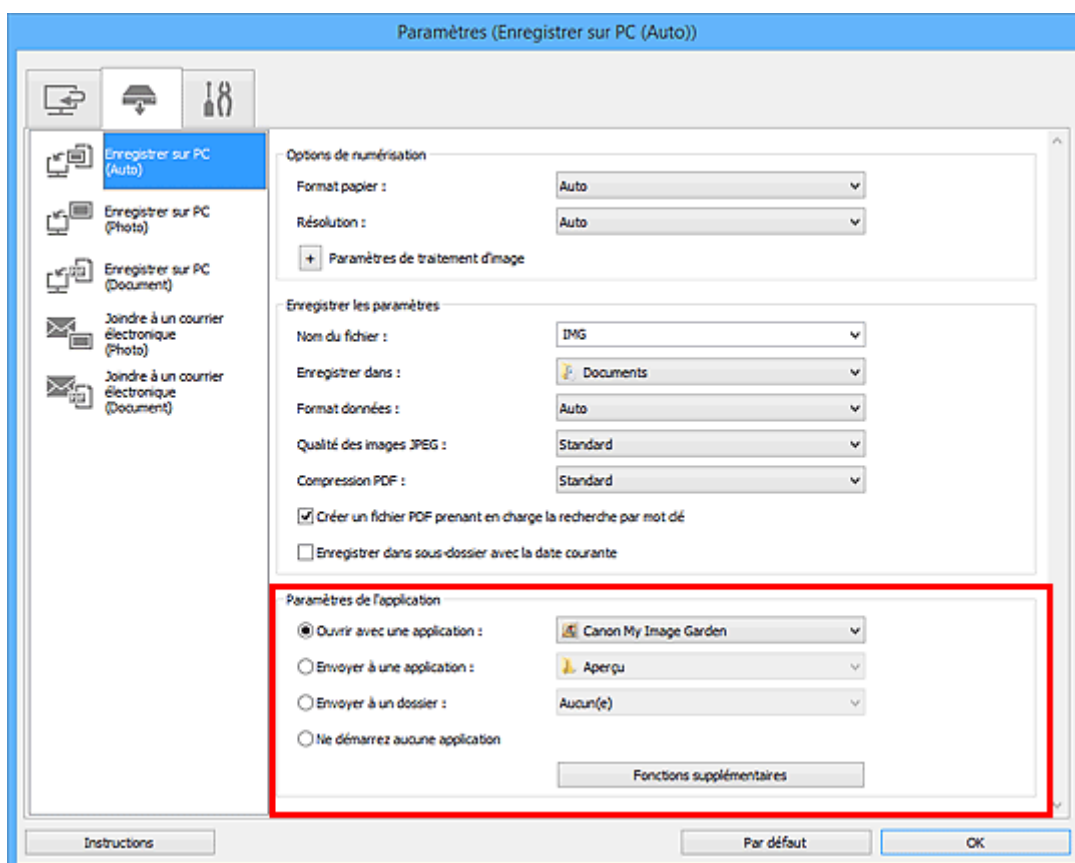 Paramètres (Enregistrer sur PC (Auto))
Enregistrer sur PC
(Auto)
Enregistrer sur PC
(Photo)
Enregistrer sur PC
(Document)
Joindre à un courrier
électronique
(Photo)
Joindre à un courrier
électronique
(Document)
Options de numérisation
Format papier : Auto
Résolution : Auto
+ Paramètres de traitement d'image
Enregistrer les paramètres
Nom du fichier : IMG
Enregistrer dans : Documents
Format données : Auto
Qualité des images JPEG : Standard
Compression PDF : Standard
Créer un fichier PDF prenant en charge la recherche par mot clé
Enregistrer dans sous-dossier avec la date courante
Paramètres de l'application
Ouvrir avec une application : Canon My Image Garden
Envoyer à une application : Aperçu
Envoyer à un dossier : Aucun(e)
Ne démarrez aucune application
Fonctions supplémentaires
Instructions Par défaut OK